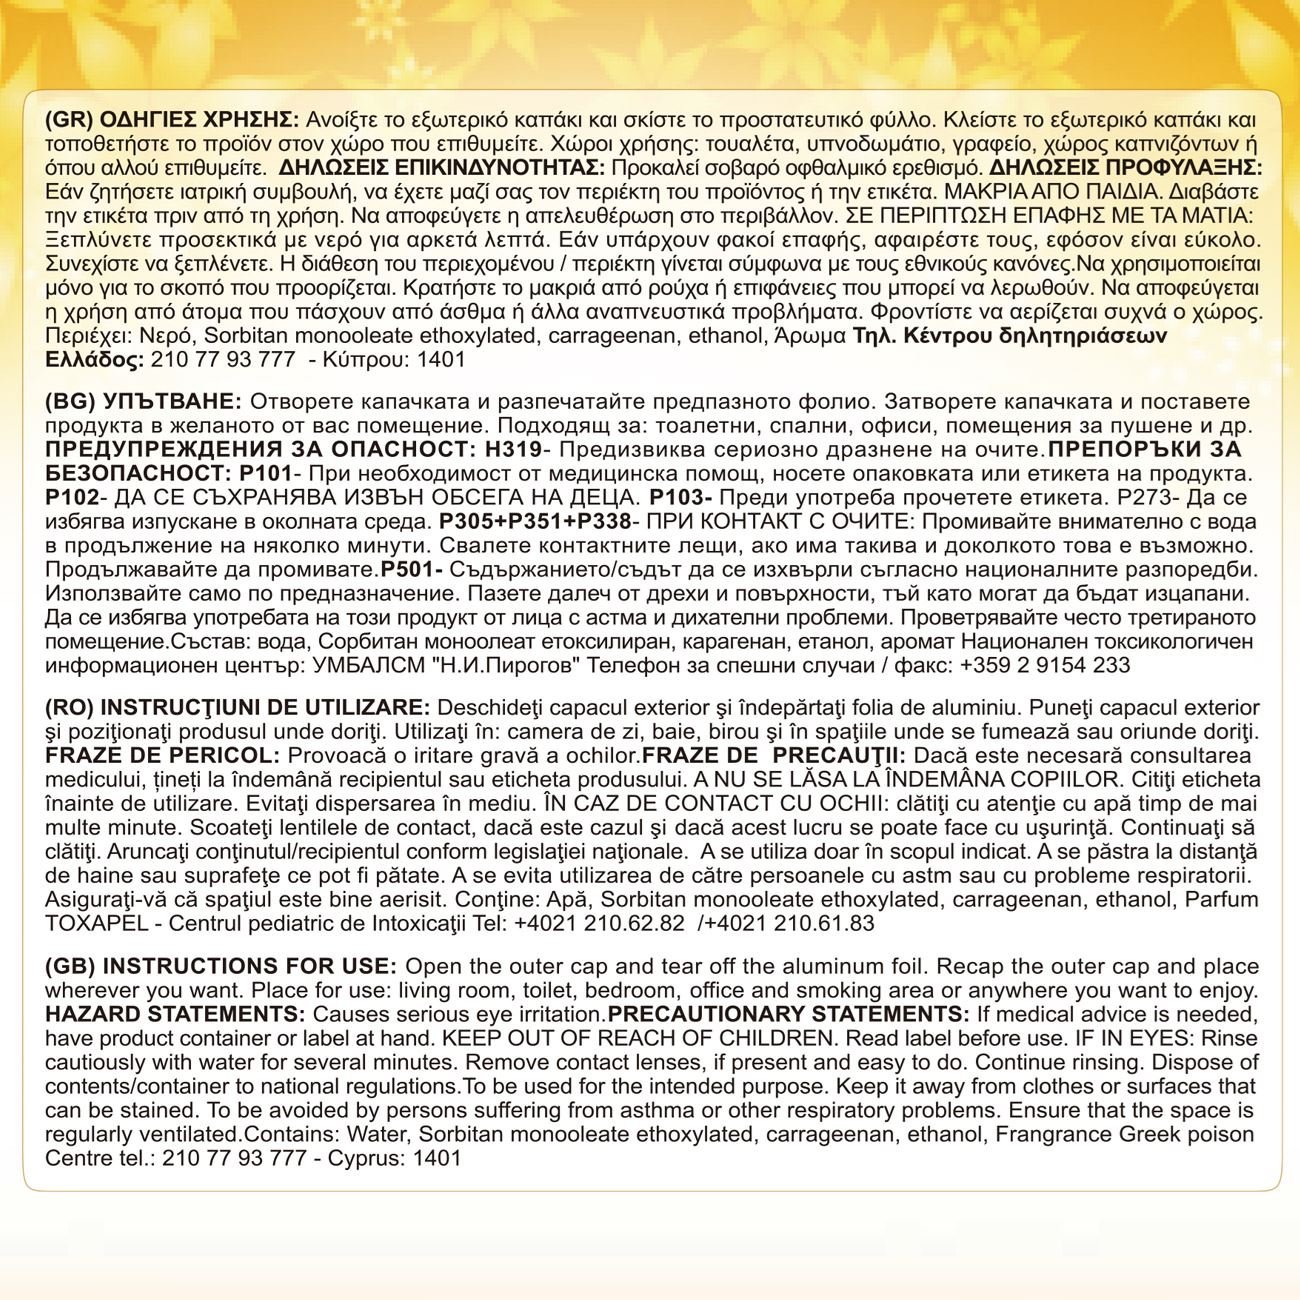 (GR) ΟΔΗΓΙΕΣ ΧΡΗΣΗΣ: Ανοίξτε το εξωτερικό καπάκι και σκίστε το προστατευτικό φύλλο. Κλείστε το εξωτερικό καπάκι και
τοποθετήστε το προϊόν στον χώρο που επιθυμείτε. Χώροι χρήσης: τουαλέτα, υπνοδωμάτιο, γραφείο, χώρος καπνιζόντων ή
όπου αλλού επιθυμείτε. ΔΗΛΩΣΕΙΣ ΕΠΙΚΙΝΔΥΝΟΤΗΤΑΣ: Προκαλεί σοβαρό οφθαλμικό ερεθισμό. ΔΗΛΩΣΕΙΣ ΠΡΟΦΥΛΑΞΗΣ:
Εάν ζητήσετε ιατρική συμβουλή, να έχετε μαζί σας τον περιέκτη του προϊόντος ή την ετικέτα. ΜΑΚΡΙΑ ΑΠΟ ΠΑΙΔΙΑ. Διαβάστε
την ετικέτα πριν από τη χρήση. Να αποφεύγετε η απελευθέρωση στο περιβάλλον. ΣΕ ΠΕΡΙΠΤΩΣΗ ΕΠΑΦΗΣ ΜΕ ΤΑ ΜΑΤΙΑ:
Ξεπλύνετε προσεκτικά με νερό για αρκετά λεπτά. Εάν υπάρχουν φακοί επαφής, αφαιρέστε τους, εφόσον είναι εύκολο.
Συνεχίστε να ξεπλένετε. Η διάθεση του περιεχομένου / περιέκτη γίνεται σύμφωνα με τους εθνικούς κανόνες.Να χρησιμοποιείται
μόνο για το σκοπό που προορίζεται. Κρατήστε το μακριά από ρούχα ή επιφάνειες που μπορεί να λερωθούν. Να αποφεύγεται
η χρήση από άτομα που πάσχουν από άσθμα ή άλλα αναπνευστικά προβλήματα. Φροντίστε να αερίζεται συχνά ο χώρος.
Περιέχει: Νερό, Sorbitan monooleate ethoxylated, carrageenan, ethanol, Άρωμα Τηλ. Κέντρου δηλητηριάσεων
Ελλάδος: 210 77 93 777 - Κύπρου: 1401
(BG) УПЪТВАНЕ: Отворете капачката и разпечатайте предпазното фолио. Затворете капачката и поставете
продукта в желаното от вас помещение. Подходящ за: тоалетни, спални, офиси, помещения за пушене и др.
ПРЕДУПРЕЖДЕНИЯ ЗА ОПАСНОСТ: H319- Предизвиква сериозно дразнене на очите.ПРЕПОРЪКИ ЗА
БЕЗОПАСНОСТ: P101- При необходимост от медицинска помощ, носете опаковката или етикета на продукта.
P102- ДА СЕ СЪХРАНЯВА ИЗВЪН ОБСЕГА НА ДЕЦА. P103- Преди употреба прочетете етикета. P273- Да се
избягва изпускане в околната среда. P305+P351+P338- ПРИ КОНТАКТ С ОЧИТЕ: Промивайте внимателно с вода
в продължение на няколко минути. Свалете контактните лещи, ако има такива и доколкото това е възможно.
Продължавайте да промивате.P501- Съдържанието/съдът да се изхвърли съгласно националните разпоредби.
Използвайте само по предназначение. Пазете далеч от дрехи и повърхности, тъй като могат да бъдат изцапани.
Да се избягва употребата на този продукт от лица с астма и дихателни проблеми. Проветрявайте често третираното
помещение.Състав: вода, Сорбитан моноолеат етоксилиран, карагенан, етанол, аромат Национален токсикологичен
информационен център: УМБАЛСМ "Н.И.Пирогов" Телефон за спешни случаи / факс: +359 2 9154 233
(RO) INSTRUCŢIUNI DE UTILIZARE: Deschideţi capacul exterior şi îndepărtaţi folia de aluminiu. Puneţi capacul exterior
şi poziţionaţi produsul unde doriţi. Utilizaţi în: camera de zi, baie, birou şi în spaţiile unde se fumează sau oriunde doriţi.
FRAZE DE PERICOL: Provoacă o iritare gravă a ochilor.FRAZE DE PRECAUŢII: Dacă este necesară consultarea
medicului, țineți la îndemână recipientul sau eticheta produsului. A NU SE LĂSA LA ÎNDEMÂNA COPIILOR. Citiţi eticheta
înainte de utilizare. Evitaţi dispersarea în mediu. ÎN CAZ DE CONTACT CU OCHII: clătiţi cu atenţie cu apă timp de mai
multe minute. Scoateţi lentilele de contact, dacă este cazul şi dacă acest lucru se poate face cu uşurinţă. Continuaţi să
clătiţi. Aruncaţi conţinutul/recipientul conform legislaţiei naţionale. A se utiliza doar în scopul indicat. A se păstra la distanţă
de haine sau suprafeţe ce pot fi pătate. A se evita utilizarea de către persoanele cu astm sau cu probleme respiratorii.
Asiguraţi-vă că spaţiul este bine aerisit. Conţine: Apă, Sorbitan monooleate ethoxylated, carrageenan, ethanol, Parfum
TOXAPEL - Centrul pediatric de Intoxicaţii Tel: +4021 210.62.82 /+4021 210.61.83
(GB) INSTRUCTIONS FOR USE: Open the outer cap and tear off the aluminum foil. Recap the outer cap and place
wherever you want. Place for use: living room, toilet, bedroom, office and smoking area or anywhere you want to enjoy.
HAZARD STATEMENTS: Causes serious eye irritation.PRECAUTIONARY STATEMENTS: If medical advice is needed,
have product container or label at hand. KEEP OUT OF REACH OF CHILDREN. Read label before use. IF IN EYES: Rinse
cautiously with water for several minutes. Remove contact lenses, if present and easy to do. Continue rinsing. Dispose of
contents/container to national regulations.To be used for the intended purpose. Keep it away from clothes or surfaces that
can be stained. To be avoided by persons suffering from asthma or other respiratory problems. Ensure that the space is
regularly ventilated.Contains: Water, Sorbitan monooleate ethoxylated, carrageenan, ethanol, Frangrance Greek poison
Centre tel.: 210 77 93 777 - Cyprus: 1401